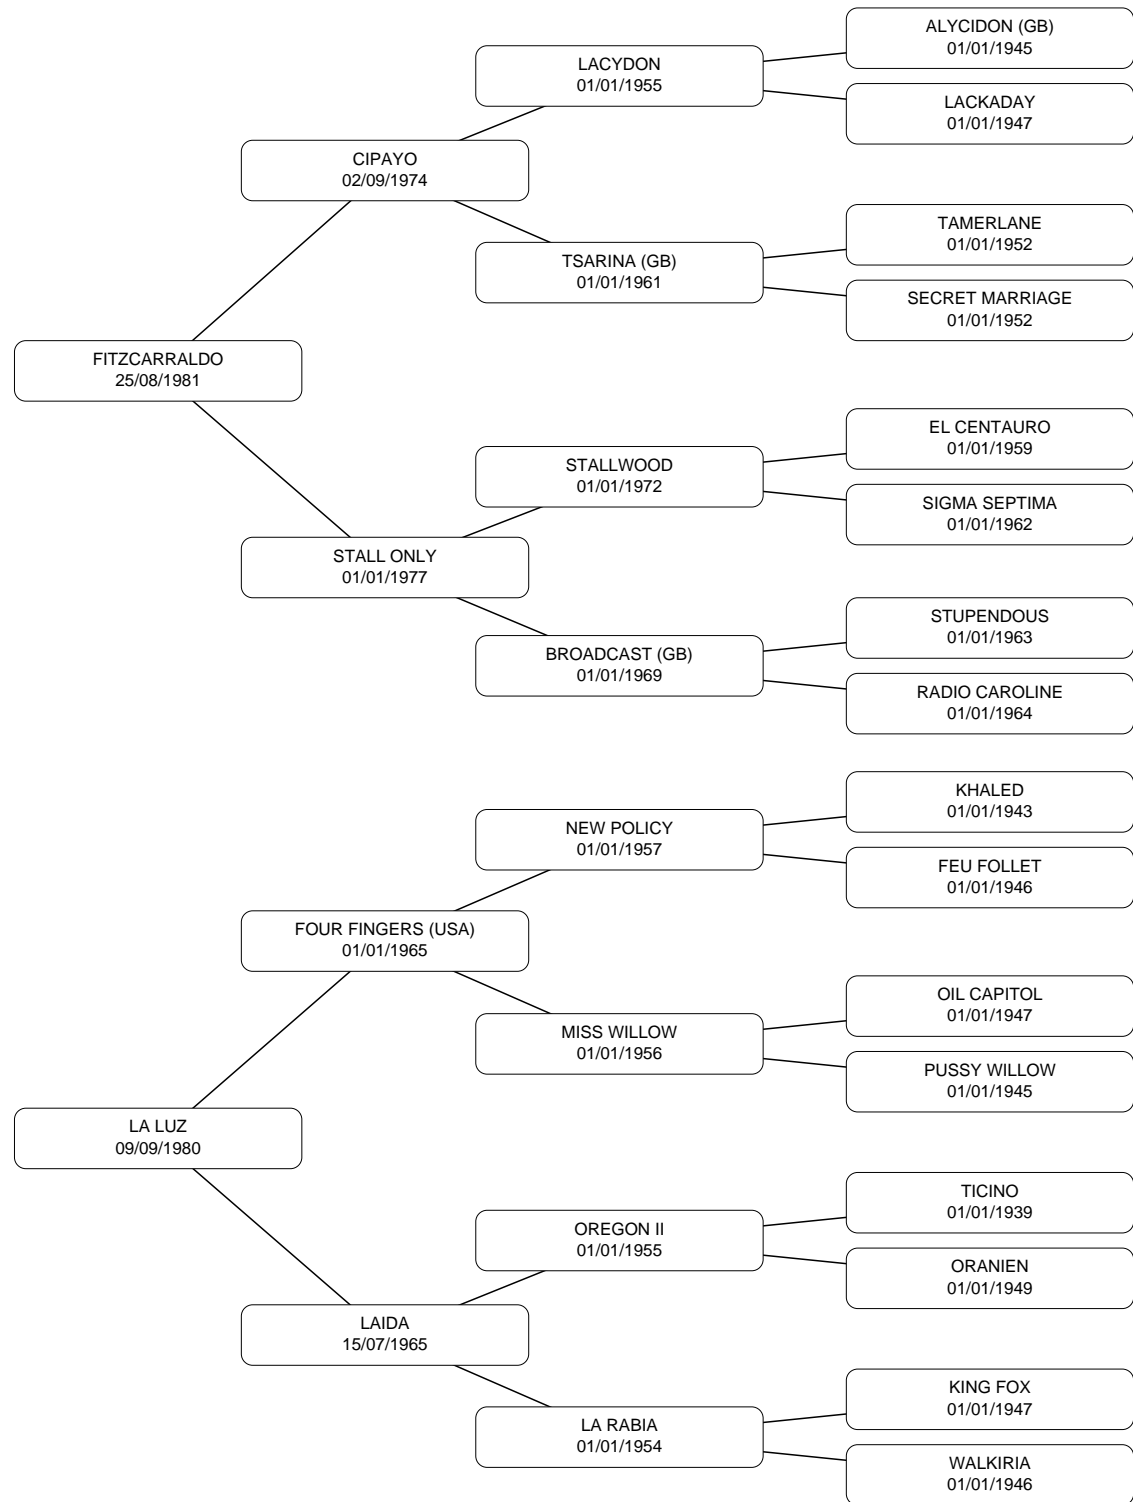 ALYCIDON (GB)
01/01/1945
LACYDON
01/01/1955
LACKADAY
01/01/1947
CIPAYO
02/09/1974
TAMERLANE
01/01/1952
TSARINA (GB)
01/01/1961
SECRET MARRIAGE
01/01/1952
FITZCARRALDO
25/08/1981
EL CENTAURO
01/01/1959
STALLWOOD
01/01/1972
SIGMA SEPTIMA
01/01/1962
STALL ONLY
01/01/1977
STUPENDOUS
01/01/1963
BROADCAST (GB)
01/01/1969
RADIO CAROLINE
01/01/1964
KHALED
01/01/1943
NEW POLICY
01/01/1957
FEU FOLLET
01/01/1946
FOUR FINGERS (USA)
01/01/1965
OIL CAPITOL
01/01/1947
MISS WILLOW
01/01/1956
PUSSY WILLOW
01/01/1945
LA LUZ
09/09/1980
TICINO
01/01/1939
OREGON II
01/01/1955
ORANIEN
01/01/1949
LAIDA
15/07/1965
KING FOX
01/01/1947
LA RABIA
01/01/1954
WALKIRIA
01/01/1946